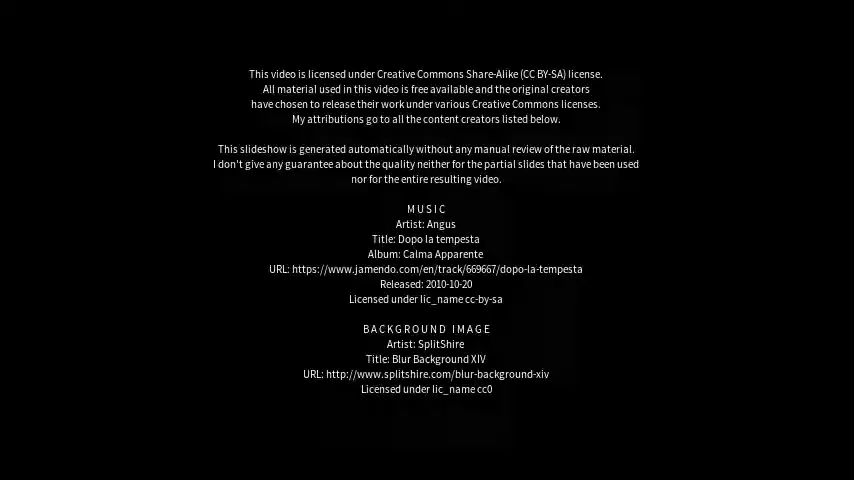 This video is licensed under Creative Commons Share-Alike (CC BY-SA) license.
All material used in this video is free available and the original creators
have chosen to release their work under various Creative Commons licenses.
My attributions go to all the content creators listed below.
This slideshow is generated automatically without any manual review of the raw material.
I don't give any guarantee about the quality neither for the partial slides that have been used
nor for the entire resulting video.
M U S I C
Artist: Angus
Title: Dopo la tempesta
Album: Calma Apparente
URL: https://www.jamendo.com/en/track/669667/dopo-la-tempesta
Released: 2010-10-20
Licensed under lic_name cc-by-sa
B A C K G R O U N D   I M A G E
Artist: SplitShire
Title: Blur Background XIV
URL: http://www.splitshire.com/blur-background-xiv
Licensed under lic_name cc0